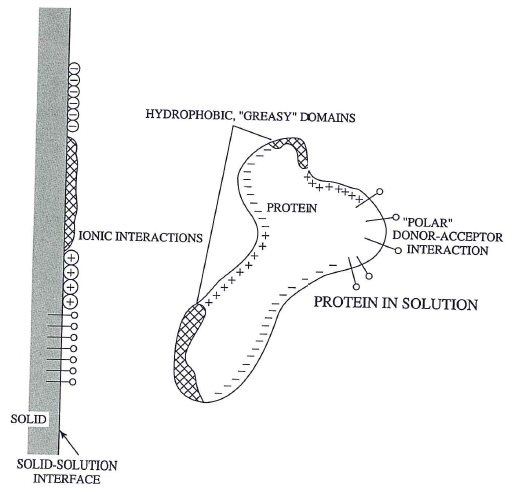 HYDROPHOBIC, "GREASY" DOMAINS
PROTEIN
"POLAR"
DONOR-ACCEPTOR
INTERACTION
IONIC INTERACTIONS
PROTEIN IN SOLUTION
SOLID
SOLID-SOLUTION
INTERFACE